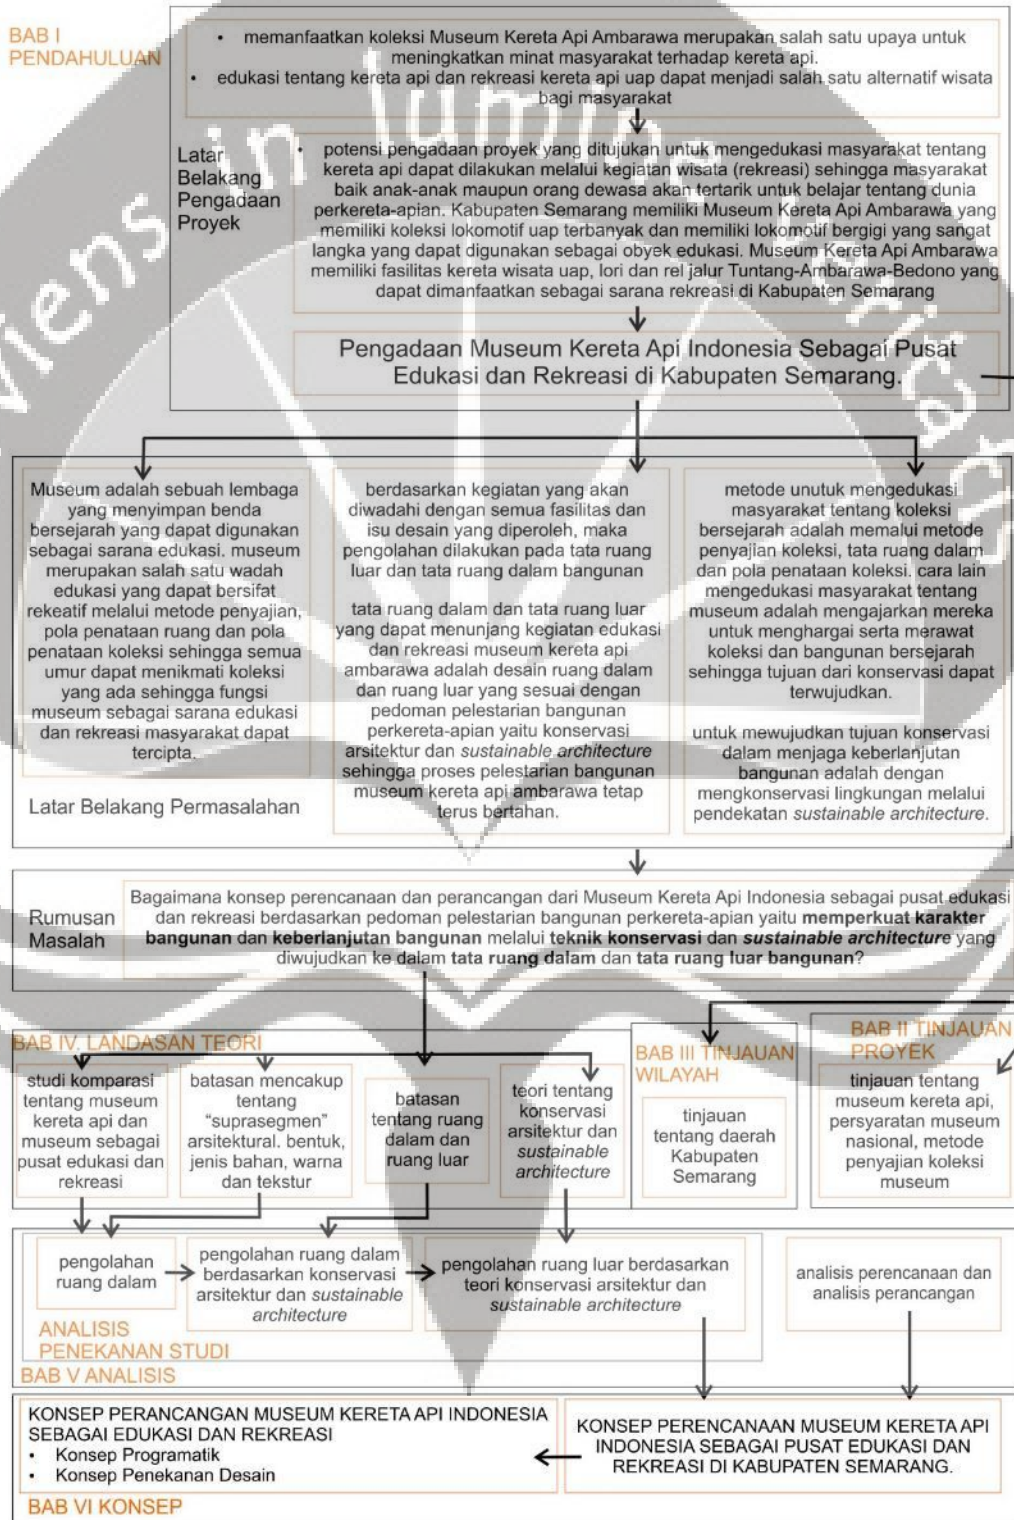 BAB I
PENDAHULUAN
• memanfaatkan koleksi Museum Kereta Api Ambarawa merupakan salah satu upaya untuk
meningkatkan minat masyarakat terhadap kereta api.
• edukasi tentang kereta api dan rekreasi kereta api uap dapat menjadi salah satu alternatif wisata
bagi masyarakat
Latar
Belakang
Pengadaan
Proyek
• potensi pengadaan proyek yang ditujukan untuk mengedukasi masyarakat tentang
kereta api dapat dilakukan melalui kegiatan wisata (rekreasi) sehingga masyarakat
baik anak-anak maupun orang dewasa akan tertarik untuk belajar tentang dunia
perkereta-apian. Kabupaten Semarang memiliki Museum Kereta Api Ambarawa yang
memiliki koleksi lokomotif uap terbanyak dan memiliki lokomotif bergigi yang sangat
langka yang dapat digunakan sebagai obyek edukasi. Museum Kereta Api Ambarawa
memiliki fasilitas kereta wisata uap, lori dan rel jalur Tuntang-Ambarawa-Bedono yang
dapat dimanfaatkan sebagai sarana rekreasi di Kabupaten Semarang
Pengadaan Museum Kereta Api Indonesia Sebagai Pusat
Edukasi dan Rekreasi di Kabupaten Semarang.
Museum adalah sebuah lembaga
yang menyimpan benda
bersejarah yang dapat digunakan
sebagai sarana edukasi. museum
merupakan salah satu wadah
edukasi yang dapat bersifat
rekeatif melalui metode penyajian,
pola penataan ruang dan pola
penataan koleksi sehingga semua
umur dapat menikmati koleksi
yang ada sehingga fungsi
museum sebagai sarana edukasi
dan rekreasi masyarakat dapat
tercipta.
Latar Belakang Permasalahan
berdasarkan kegiatan yang akan
diwadahi dengan semua fasilitas dan
isu desain yang diperoleh, maka
pengolahan dilakukan pada tata ruang
luar dan tata ruang dalam bangunan
tata ruang dalam dan tata ruang luar
yang dapat menunjang kegiatan edukasi
dan rekreasi museum kereta api
ambarawa adalah desain ruang dalam
dan ruang luar yang sesuai dengan
pedoman pelestarian bangunan
perkereta-apian yaitu konservasi
arsitektur dan sustainable architecture
sehingga proses pelestarian bangunan
museum kereta api ambarawa tetap
terus bertahan.
metode unutuk mengedukasi
masyarakat tentang koleksi
bersejarah adalah memalui metode
penyajian koleksi, tata ruang dalam
dan pola penataan koleksi. cara lain
mengedukasi masyarakat tentang
museum adalah mengajarkan mereka
untuk menghargai serta merawat
koleksi dan bangunan bersejarah
sehingga tujuan dari konservasi dapat
terwujudkan.
untuk mewujudkan tujuan konservasi
dalam menjaga keberlanjutan
bangunan adalah dengan
mengkonservasi lingkungan melalui
pendekatan sustainable architecture.
Rumusan
Masalah
Bagaimana konsep perencanaan dan perancangan dari Museum Kereta Api Indonesia sebagai pusat edukasi
dan rekreasi berdasarkan pedoman pelestarian bangunan perkereta-apian yaitu memperkuat karakter
bangunan dan keberlanjutan bangunan melalui teknik konservasi dan sustainable architecture yang
diwujudkan ke dalam tata ruang dalam dan tata ruang luar bangunan?
BAB IV. LANDASAN TEORI
studi komparasi
tentang museum
kereta api dan
museum sebagai
pusat edukasi dan
rekreasi
batasan mencakup
tentang
“suprasegmen”
arsitektural. bentuk,
jenis bahan, warna
dan tekstur
batasan
tentang ruang
dalam dan
ruang luar
teori tentang
konservasi
arsitektur dan
sustainable
architecture
BAB III TINJAUAN
WILAYAH
tinjauan
tentang daerah
Kabupaten
Semarang
BAB II TINJAUAN
PROYEK
tinjauan tentang
museum kereta api,
persyaratan museum
nasional, metode
penyajian koleksi
museum
pengolahan
ruang dalam
pengolahan ruang dalam
berdasarkan konservasi
arsitektur dan sustainable
architecture
pengolahan ruang luar berdasarkan
teori konservasi arsitektur dan
sustainable architecture
analisis perencanaan dan
analisis perancangan
ANALISIS
PENEKANAN STUDI
BAB V ANALISIS
KONSEP PERANCANGAN MUSEUM KERETA API INDONESIA
SEBAGAI EDUKASI DAN REKREASI
• Konsep Programatik
• Konsep Penekanan Desain
KONSEP PERENCANAAN MUSEUM KERETA API
INDONESIA SEBAGAI PUSAT EDUKASI DAN
REKREASI DI KABUPATEN SEMARANG.
BAB VI KONSEP
viens in lumine veritatis